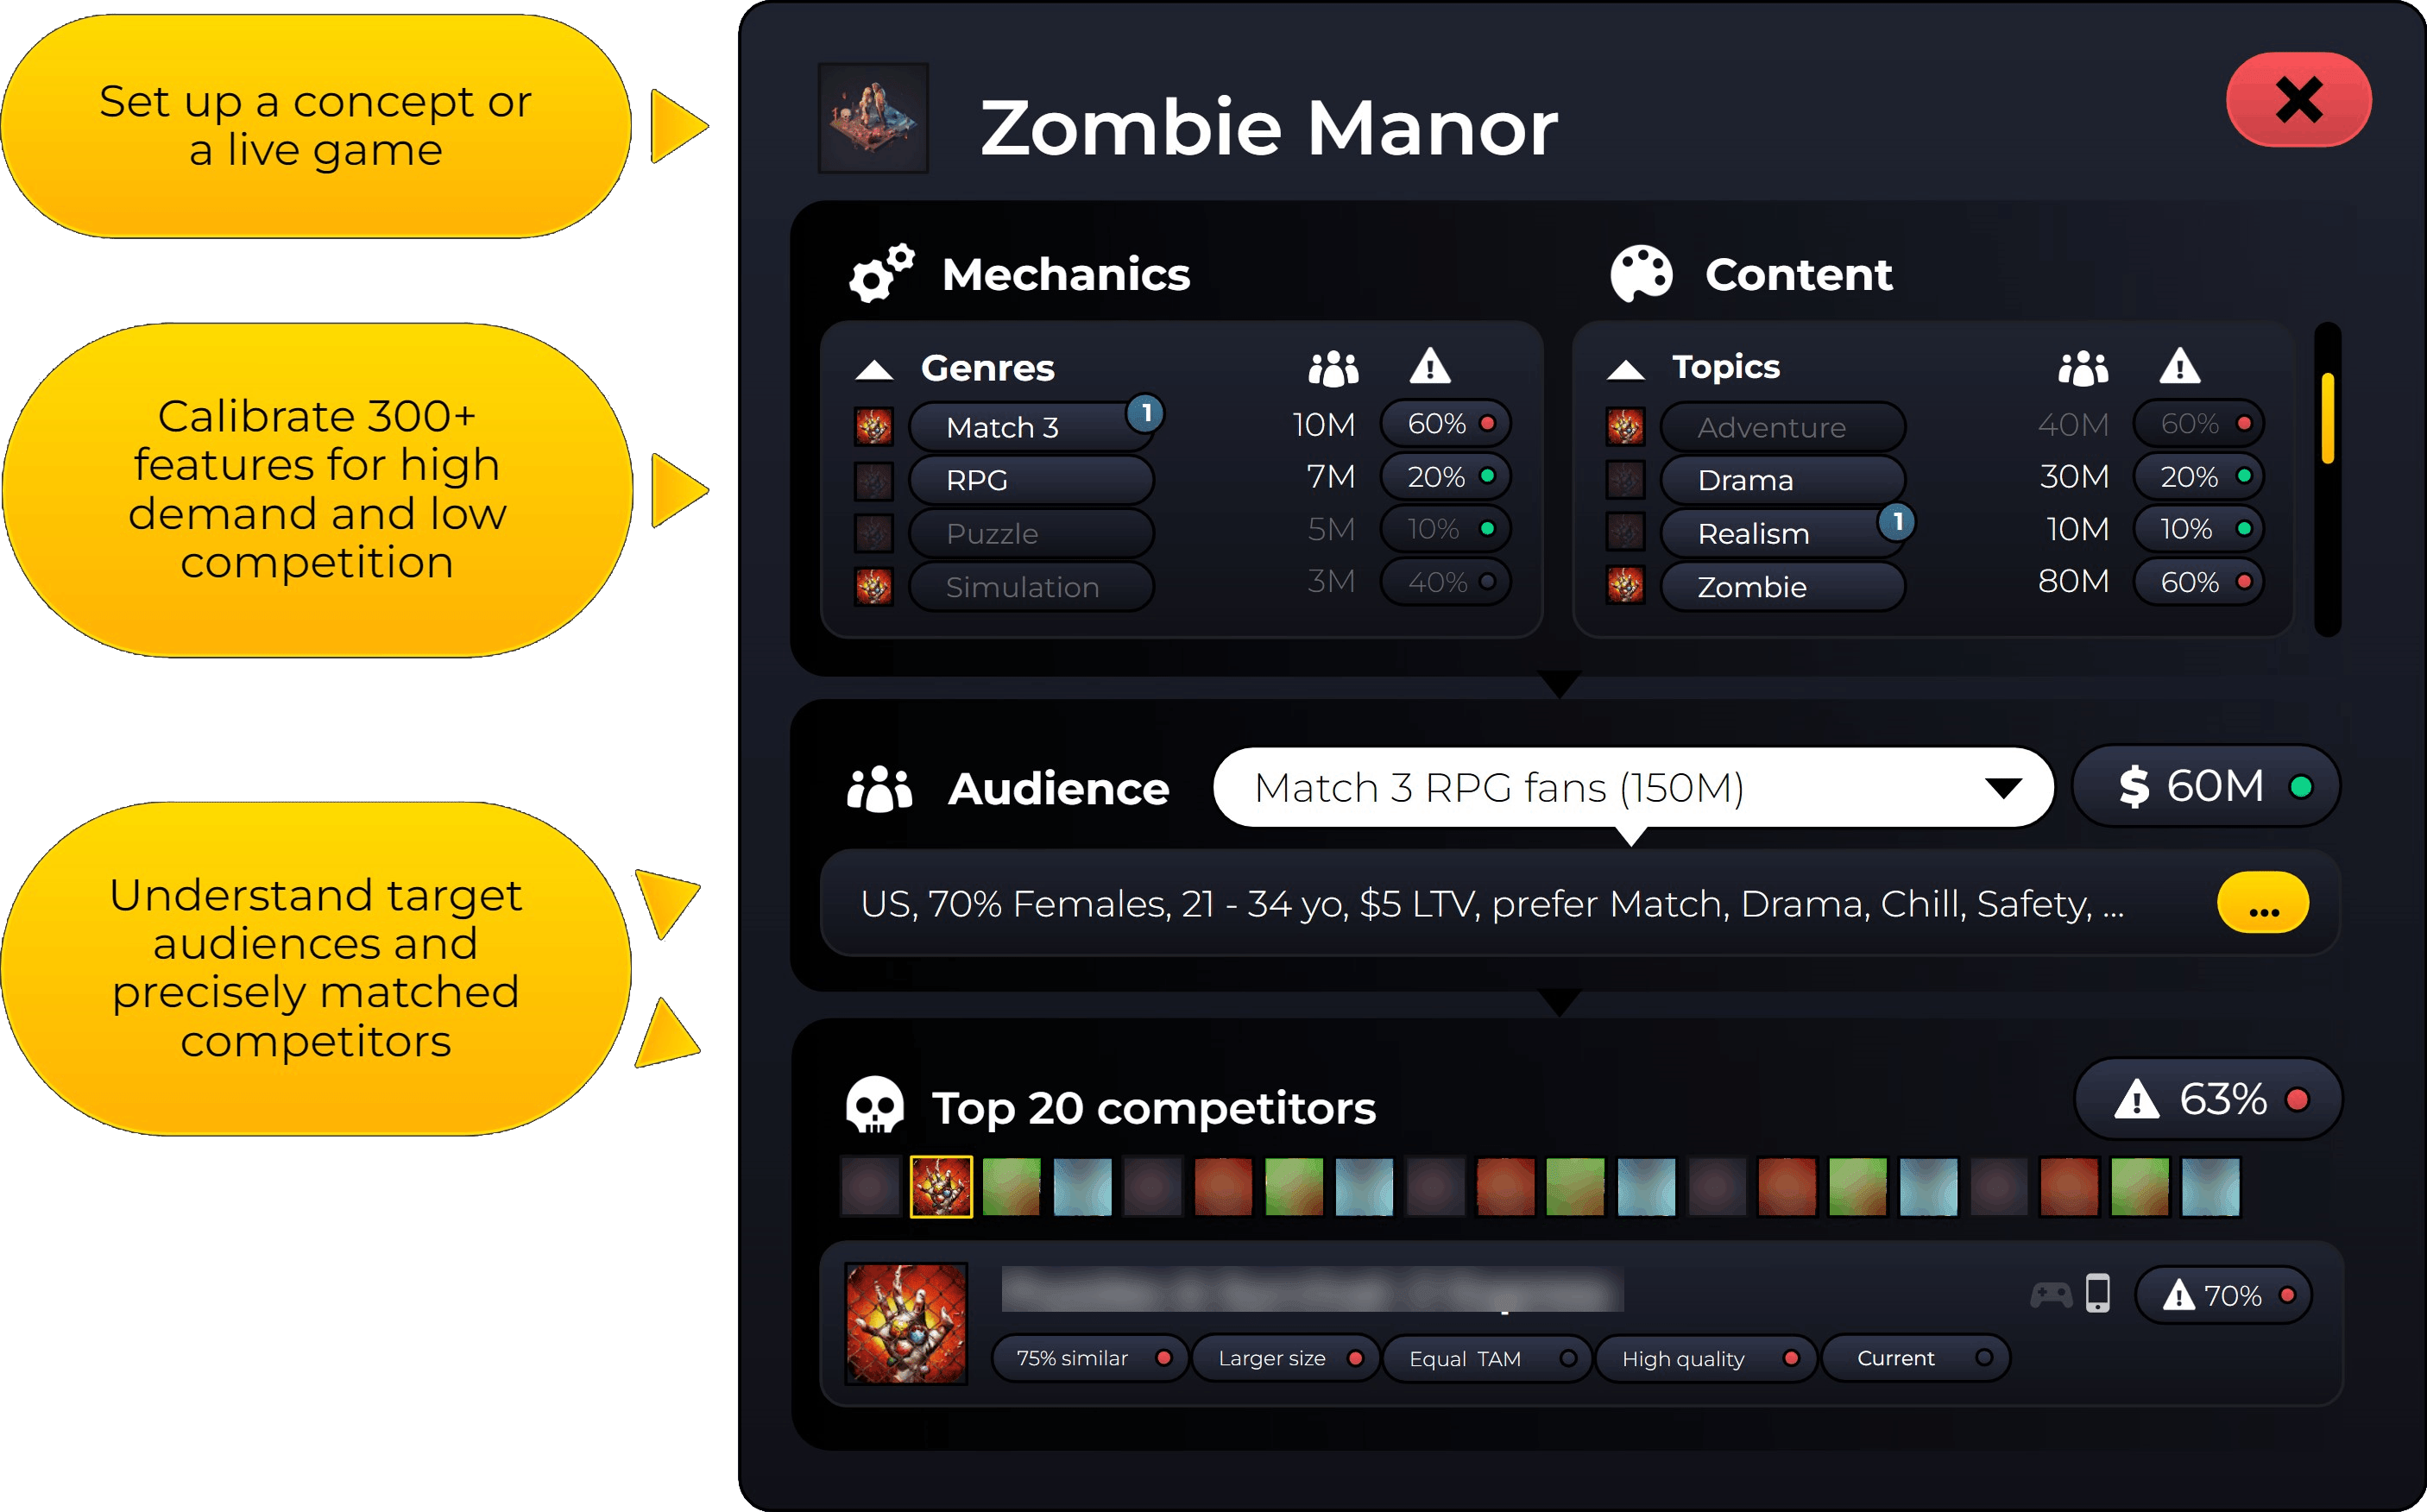 Set up a concept or
a live game
Calibrate 300+
features for high
demand and low
competition
Understand target
audiences and
precisely matched
competitors
Zombie Manor
Mechanics
Genres
Match 3 1 10M 60%
RPG 7M 20%
Puzzle 5M 10%
Simulation 3M 40%
Content
Topics
Adventure 40M 60%
Drama 30M 20%
Realism 1 10M 10%
Zombie 80M 60%
Audience Match 3 RPG fans (150M) $ 60M
US, 70% Females, 21 - 34 yo, $5 LTV, prefer Match, Drama, Chill, Safety, ... ...
Top 20 competitors 63%
70%
75% similar Larger size Equal TAM High quality Current